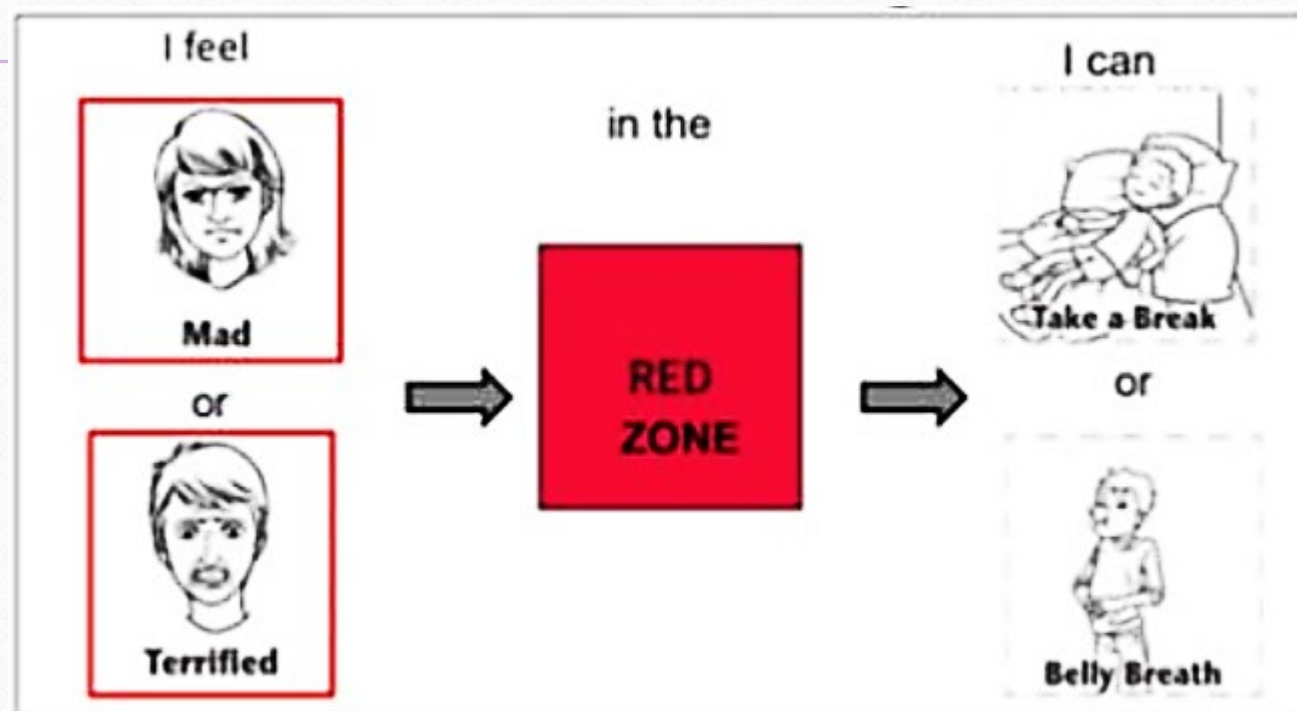 I feel
Mad
or
Terrified
in the
RED
ZONE
I can
Take a Break
or
Belly Breath